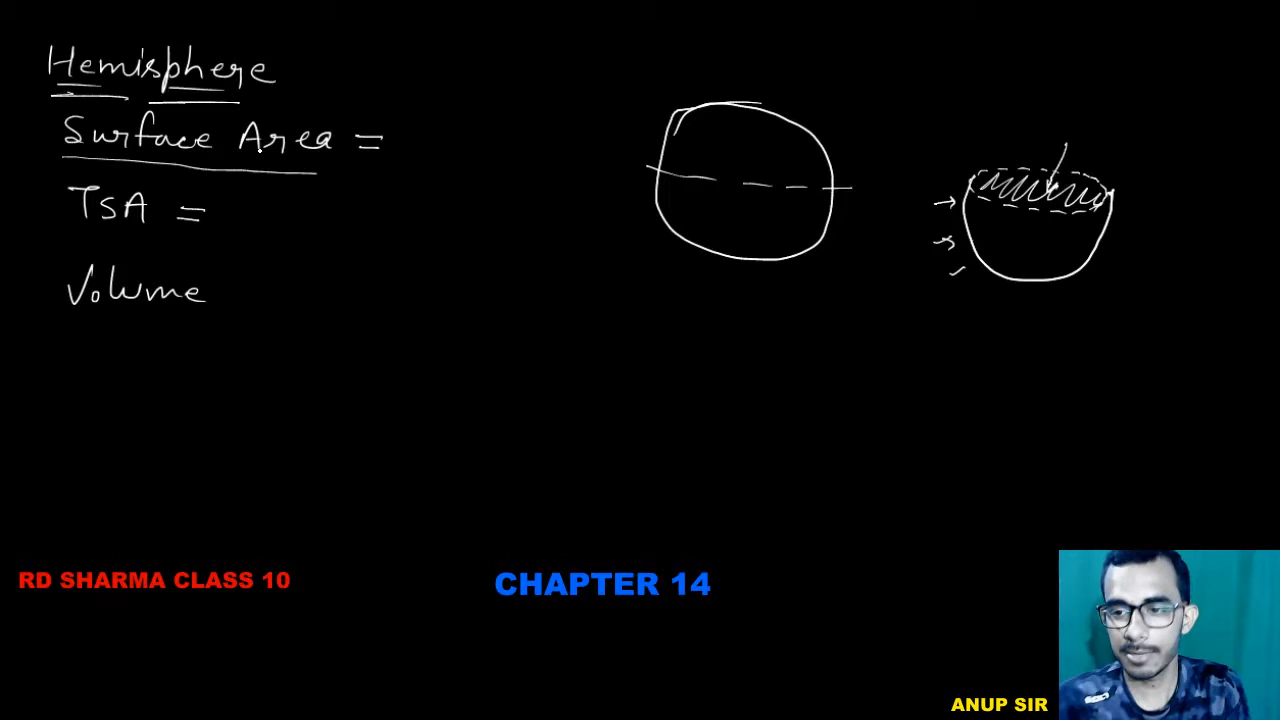 Hemisphere
Surface Area =
TSA =
Volume
RD SHARMA CLASS 10
CHAPTER 14
ANUP SIR